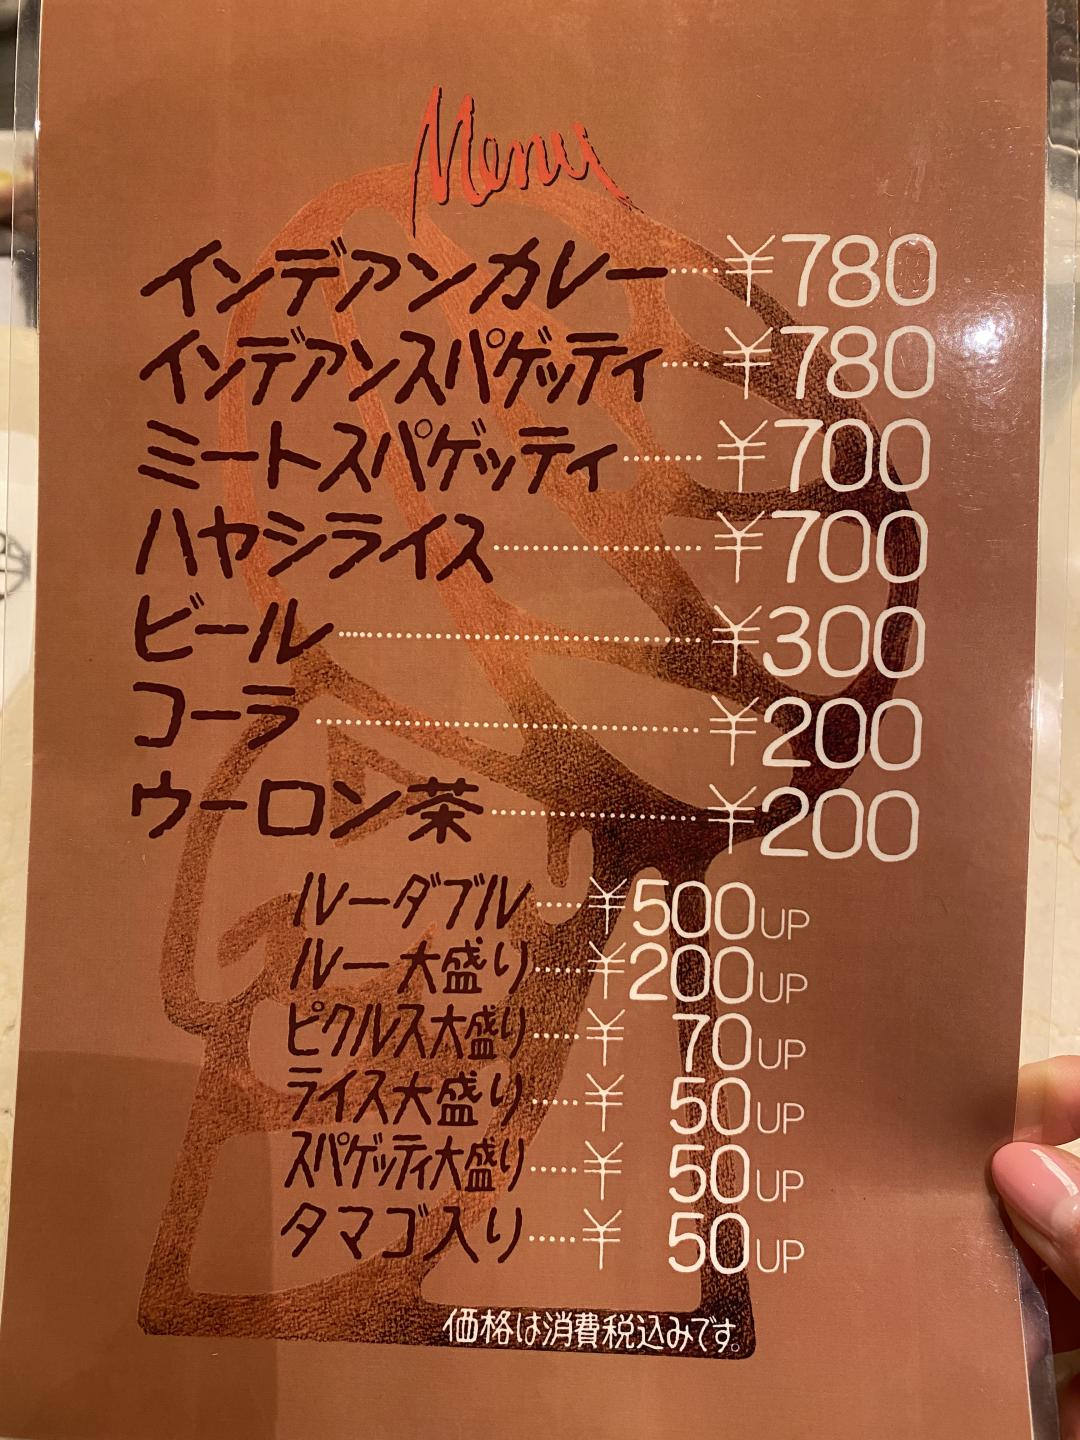 Menu
インデアンカレー……¥780
インデアンスパゲッティ……¥780
ミートスパゲッティ……¥700
ハヤシライス……¥700
ビール……¥300
コーラ……¥200
ウーロン茶……¥200
ルーダブル……¥500UP
ルー大盛り……¥200UP
ピクルス大盛り……¥70UP
ライス大盛り……¥50UP
スパゲッティ大盛り……¥50UP
タマゴ入り……¥50UP
価格は消費税込みです。